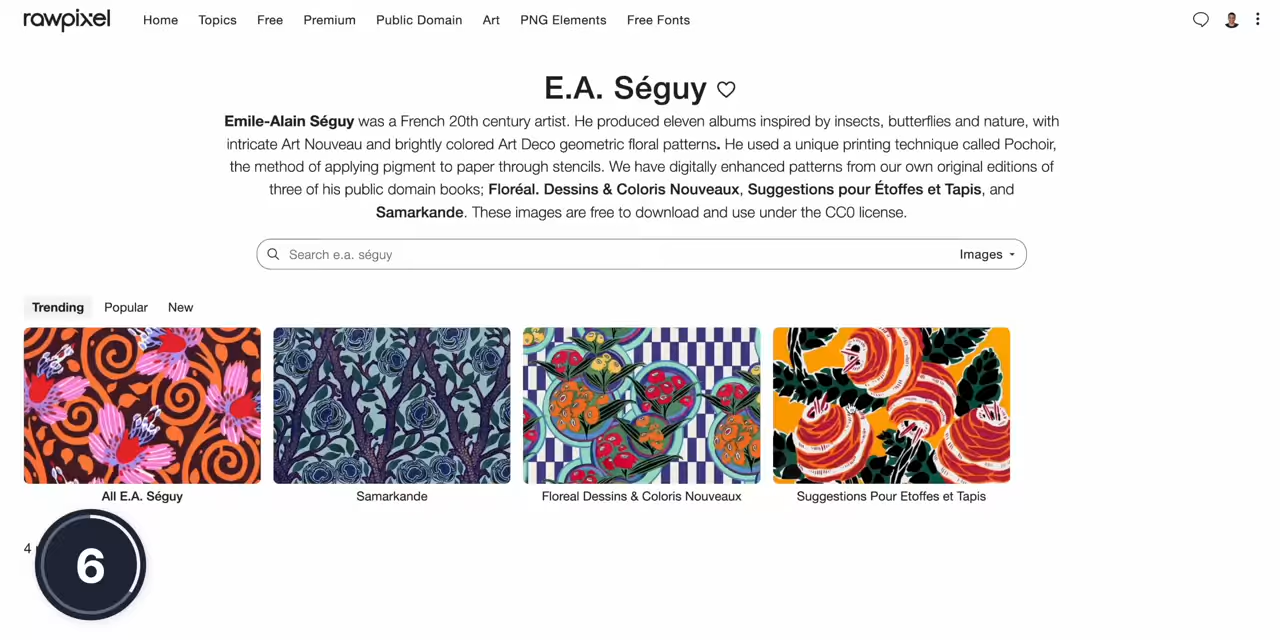 rawpixel
Home Topics Free Premium Public Domain Art PNG Elements Free Fonts
E.A. Séguy
Emile-Alain Séguy was a French 20th century artist. He produced eleven albums inspired by insects, butterflies and nature, with
intricate Art Nouveau and brightly colored Art Deco geometric floral patterns. He used a unique printing technique called Pochoir,
the method of applying pigment to paper through stencils. We have digitally enhanced patterns from our own original editions of
three of his public domain books; Floréal. Dessins & Coloris Nouveaux, Suggestions pour Étoffes et Tapis, and
Samarkande. These images are free to download and use under the CC0 license.
Search e.a. séguy
Images
Trending Popular New
All E.A. Séguy
Samarkande
Floreal Dessins & Coloris Nouveaux
Suggestions Pour Etoffes et Tapis
4
6